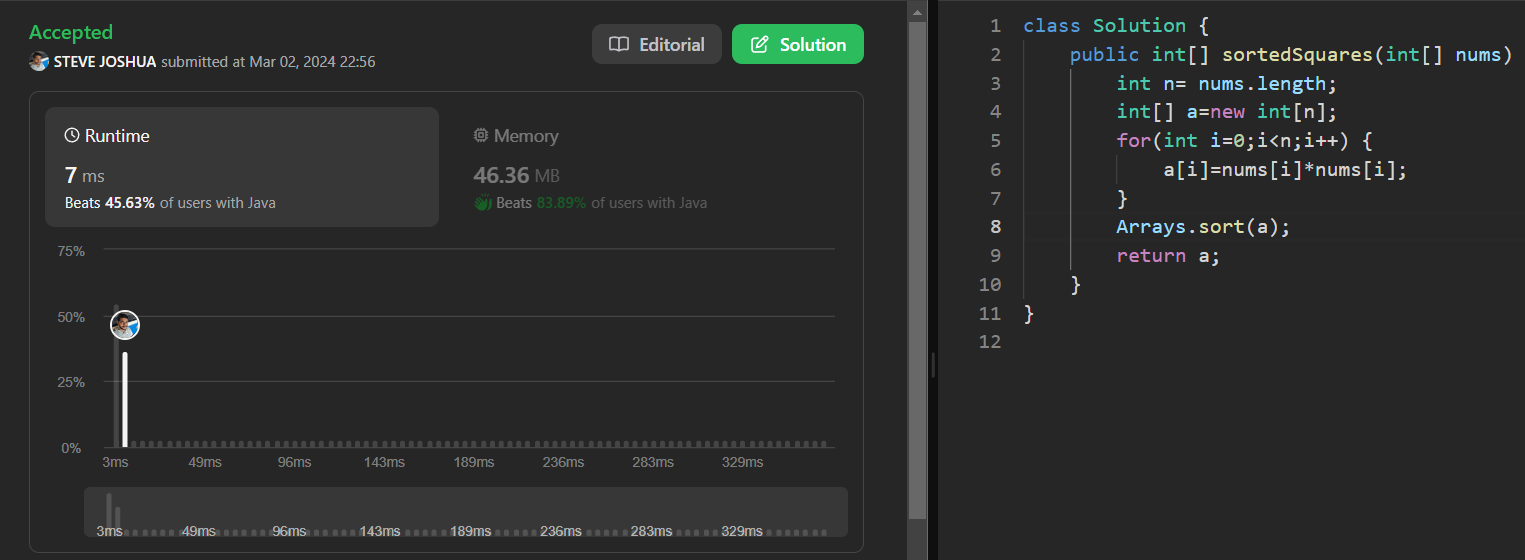 Accepted
STEVE JOSHUA submitted at Mar 02, 2024 22:56
Editorial
Solution
Runtime
7 ms
Beats 45.63% of users with Java
Memory
46.36 MB
Beats 83.89% of users with Java
75%
50%
25%
0%
3ms 49ms 96ms 143ms 189ms 236ms 283ms 329ms
3ms 49ms 96ms 143ms 189ms 236ms 283ms 329ms
1 class Solution {
2     public int[] sortedSquares(int[] nums)
3         int n= nums.length;
4         int[] a=new int[n];
5         for(int i=0;i<n;i++) {
6             a[i]=nums[i]*nums[i];
7         }
8         Arrays.sort(a);
9         return a;
10     }
11 }
12